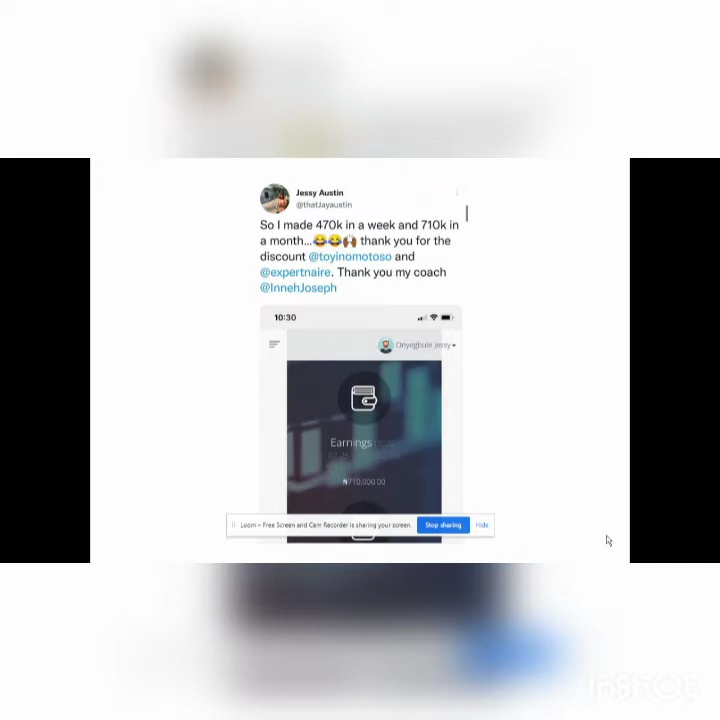 Jessy Austin
@thatJayaustin
So I made 470k in a week and 710k in
a month...😂😂🙌🏾 thank you for the
discount @toyinomotoso and
@expertnaire. Thank you my coach
@InnehJoseph
10:30
Onyegbule Jessy
Earnings
₦710,000.00
Loom – Free Screen and Cam Recorder is sharing your screen.
Stop sharing
Hide
InShOt